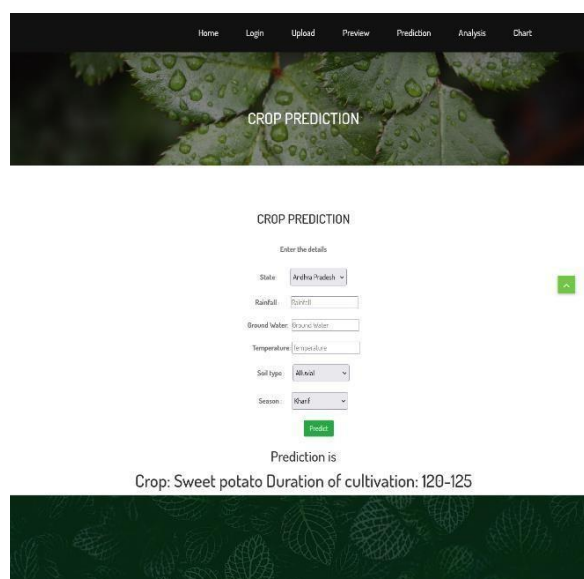 Home Login Upload Preview Prediction Analysis Chart
CROP PREDICTION
CROP PREDICTION
Enter the details
State Andhra Pradesh
Rainfall Rainfall
Ground Water: Ground Water
Temperature: Temperature
Soil type Alluvial
Season: Kharif
Predict
Prediction is
Crop: Sweet potato Duration of cultivation: 120-125